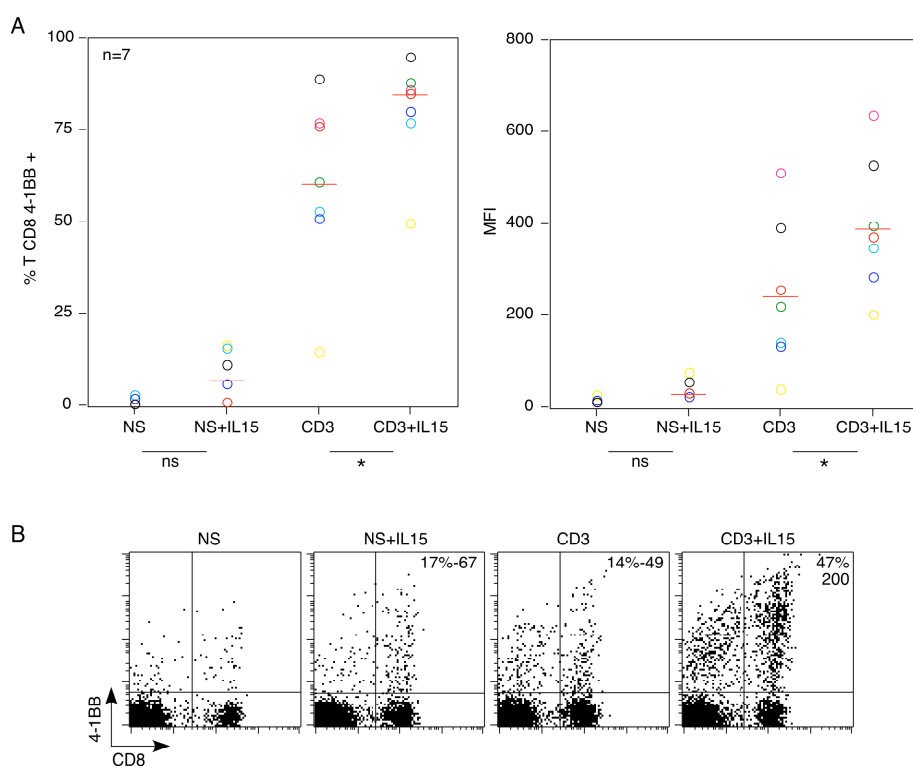 A
n=7
100
75
50
25
0
% T CD8 4-1BB +
NS
NS+IL15
CD3
CD3+IL15
ns
*
800
600
400
200
0
MFI
NS
NS+IL15
CD3
CD3+IL15
ns
*
B
NS
NS+IL15
17%-67
CD3
14%-49
CD3+IL15
47%
200
4-1BB
CD8